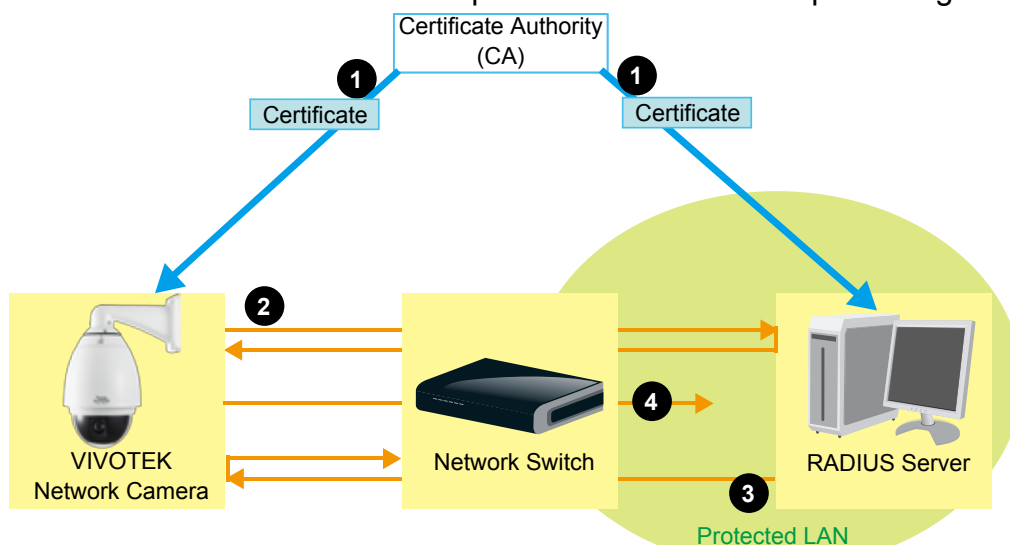 Certificate Authority
(CA)
1
1
Certificate
Certificate
2
4
VIVOTEK
Network Camera
Network Switch
RADIUS Server
3
Protected LAN